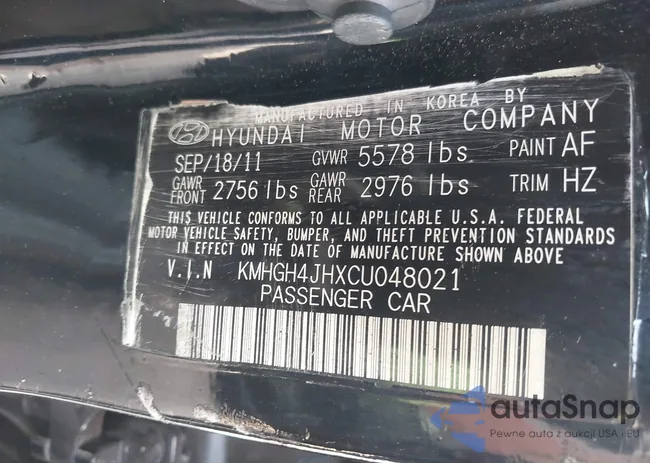 MANUFACTURED IN KOREA BY
HYUNDAI MOTOR COMPANY
SEP/18/11 GVWR 5578 lbs PAINT AF
GAWR FRONT 2756 lbs GAWR REAR 2976 lbs TRIM HZ
THIS VEHICLE CONFORMS TO ALL APPLICABLE U.S.A. FEDERAL
MOTOR VEHICLE SAFETY, BUMPER, AND THEFT PREVENTION STANDARDS
IN EFFECT ON THE DATE OF MANUFACTURE SHOWN ABOVE
V.I.N KMHGH4JHXCU048021
PASSENGER CAR
autaSnap
Pewne auta z aukcji USA i EU